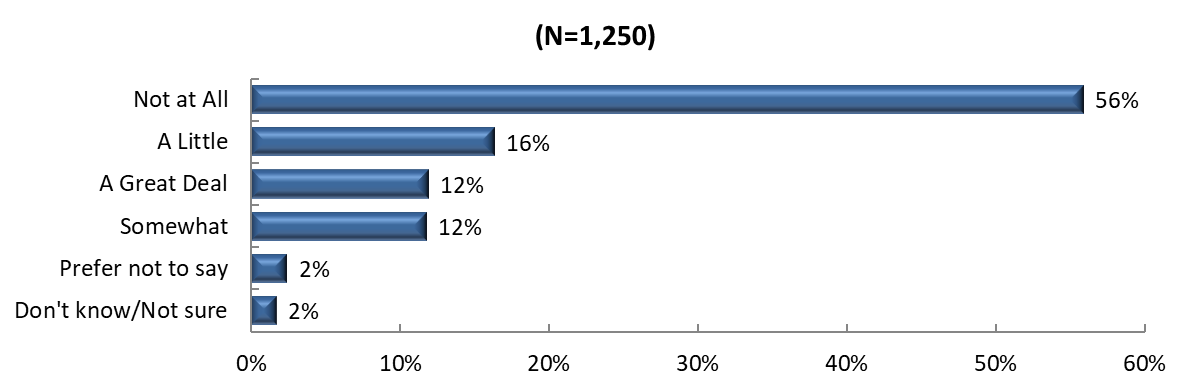 (N=1,250)
Not at All 56%
A Little 16%
A Great Deal 12%
Somewhat 12%
Prefer not to say 2%
Don't know/Not sure 2%
0% 10% 20% 30% 40% 50% 60%